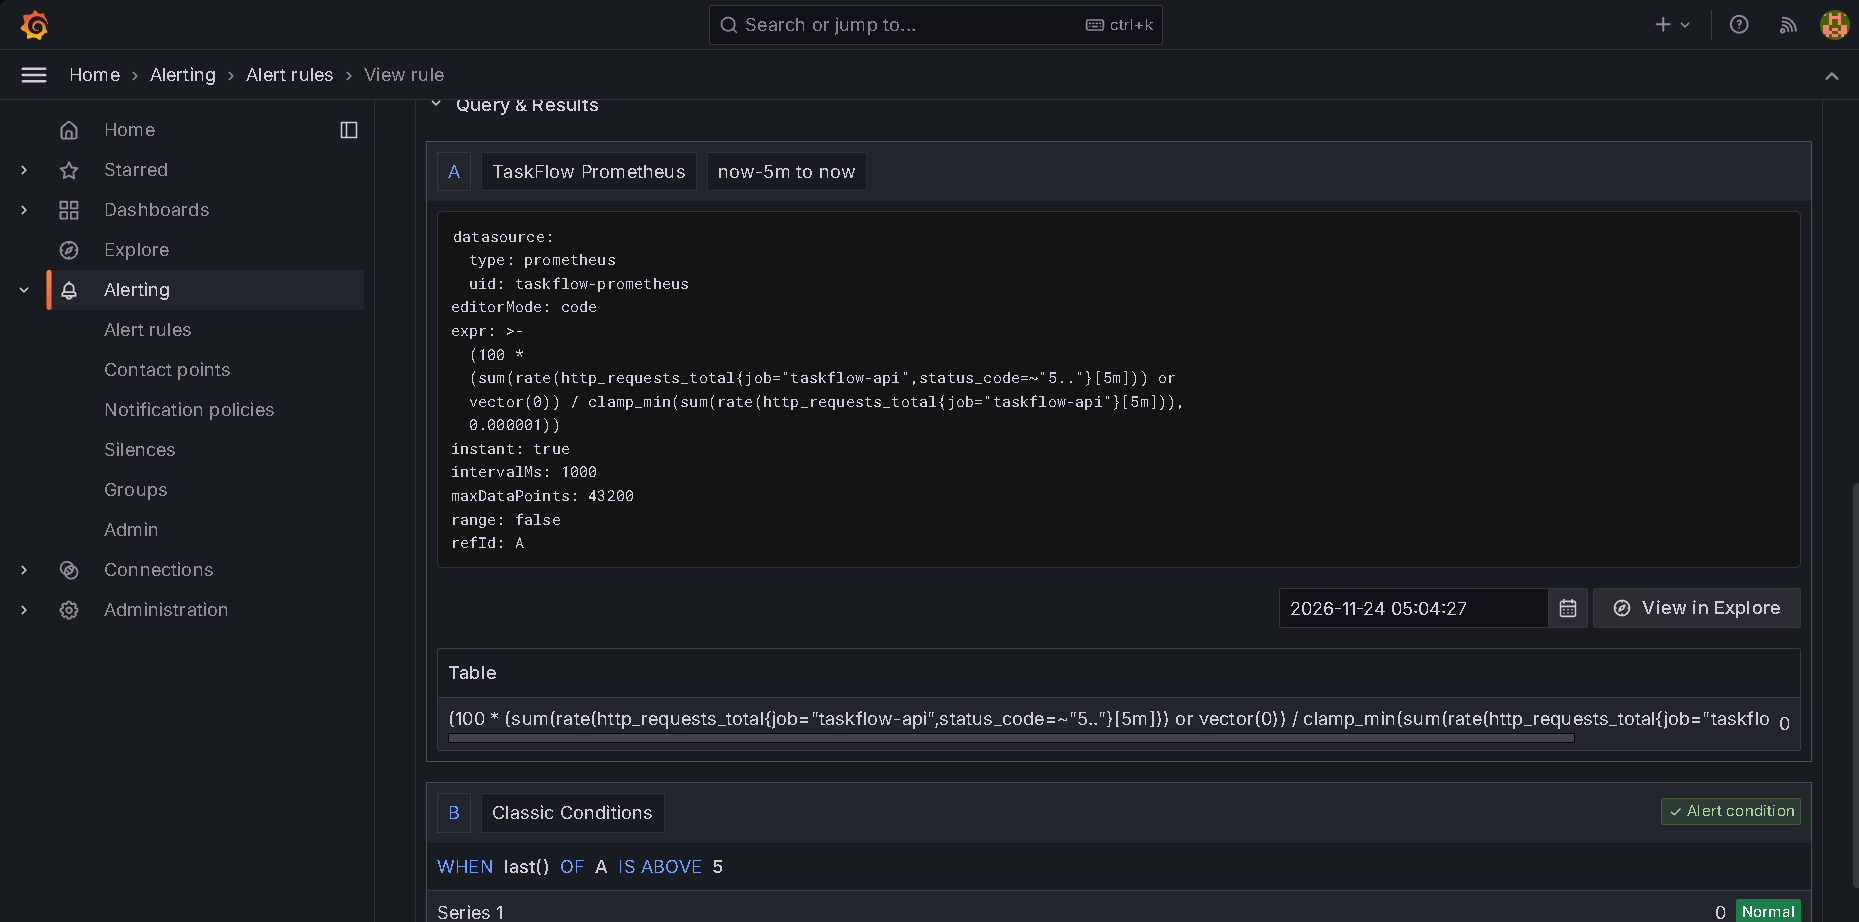 Search or jump to... ctrl+k
Home › Alerting › Alert rules › View rule
Home
Starred
Dashboards
Explore
Alerting
Alert rules
Contact points
Notification policies
Silences
Groups
Admin
Connections
Administration
Query & Results
A TaskFlow Prometheus now-5m to now
datasource:
  type: prometheus
  uid: taskflow-prometheus
editorMode: code
expr: >-
  (100 *
  (sum(rate(http_requests_total{job="taskflow-api",status_code=~"5.."}[5m])) or
  vector(0)) / clamp_min(sum(rate(http_requests_total{job="taskflow-api"}[5m])),
  0.000001))
instant: true
intervalMs: 1000
maxDataPoints: 43200
range: false
refId: A
2026-11-24 05:04:27 View in Explore
Table
(100 * (sum(rate(http_requests_total{job="taskflow-api",status_code=~"5.."}[5m])) or vector(0)) / clamp_min(sum(rate(http_requests_total{job="taskflo 0
B Classic Conditions Alert condition
WHEN last() OF A IS ABOVE 5
Series 1 0 Normal